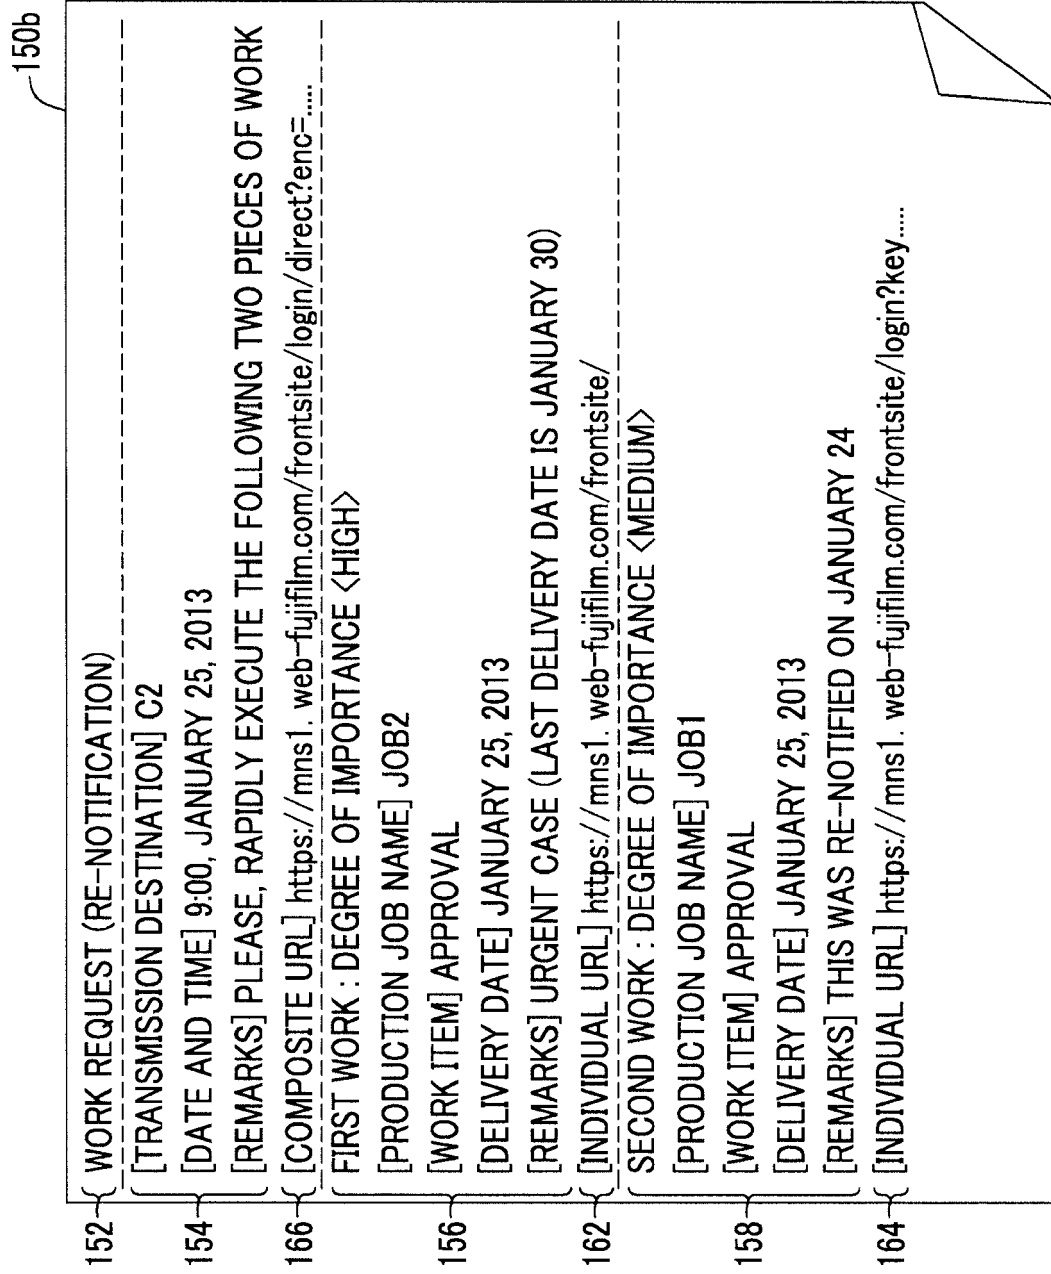 150b
152 WORK REQUEST (RE-NOTIFICATION)
154 [TRANSMISSION DESTINATION] C2
[DATE AND TIME] 9:00, JANUARY 25, 2013
[REMARKS] PLEASE, RAPIDLY EXECUTE THE FOLLOWING TWO PIECES OF WORK
166 [COMPOSITE URL] https://mns1. web-fujifilm.com/frontsite/login/direct?enc=.....
156 FIRST WORK : DEGREE OF IMPORTANCE <HIGH>
[PRODUCTION JOB NAME] JOB2
[WORK ITEM] APPROVAL
[DELIVERY DATE] JANUARY 25, 2013
[REMARKS] URGENT CASE (LAST DELIVERY DATE IS JANUARY 30)
162 [INDIVIDUAL URL] https://mns1. web-fujifilm.com/frontsite/
158 SECOND WORK : DEGREE OF IMPORTANCE <MEDIUM>
[PRODUCTION JOB NAME] JOB1
[WORK ITEM] APPROVAL
[DELIVERY DATE] JANUARY 25, 2013
[REMARKS] THIS WAS RE-NOTIFIED ON JANUARY 24
164 [INDIVIDUAL URL] https://mns1. web-fujifilm.com/frontsite/login?key.....